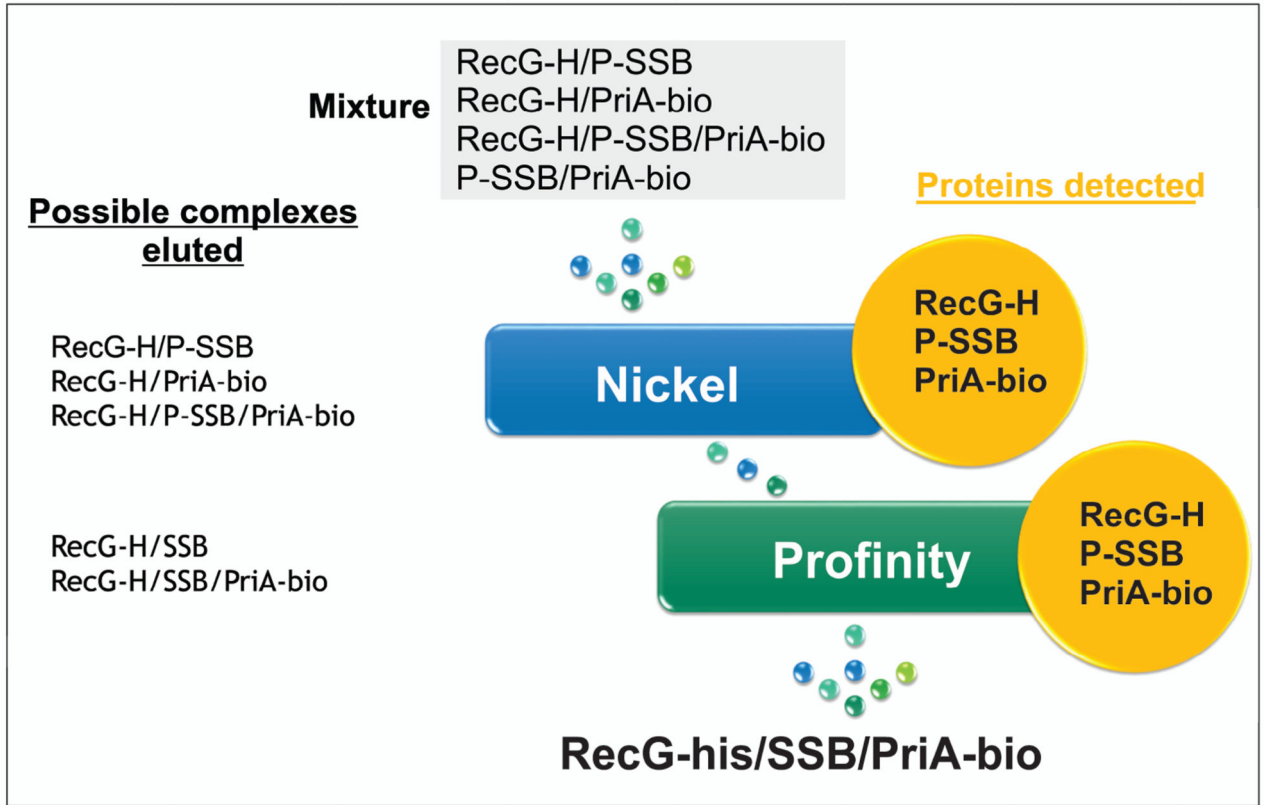 Mixture
RecG-H/P-SSB
RecG-H/PriA-bio
RecG-H/P-SSB/PriA-bio
P-SSB/PriA-bio
Possible complexes
eluted
Proteins detected
RecG-H/P-SSB
RecG-H/PriA-bio
RecG-H/P-SSB/PriA-bio
Nickel
RecG-H
P-SSB
PriA-bio
RecG-H/SSB
RecG-H/SSB/PriA-bio
Profinity
RecG-H
P-SSB
PriA-bio
RecG-his/SSB/PriA-bio